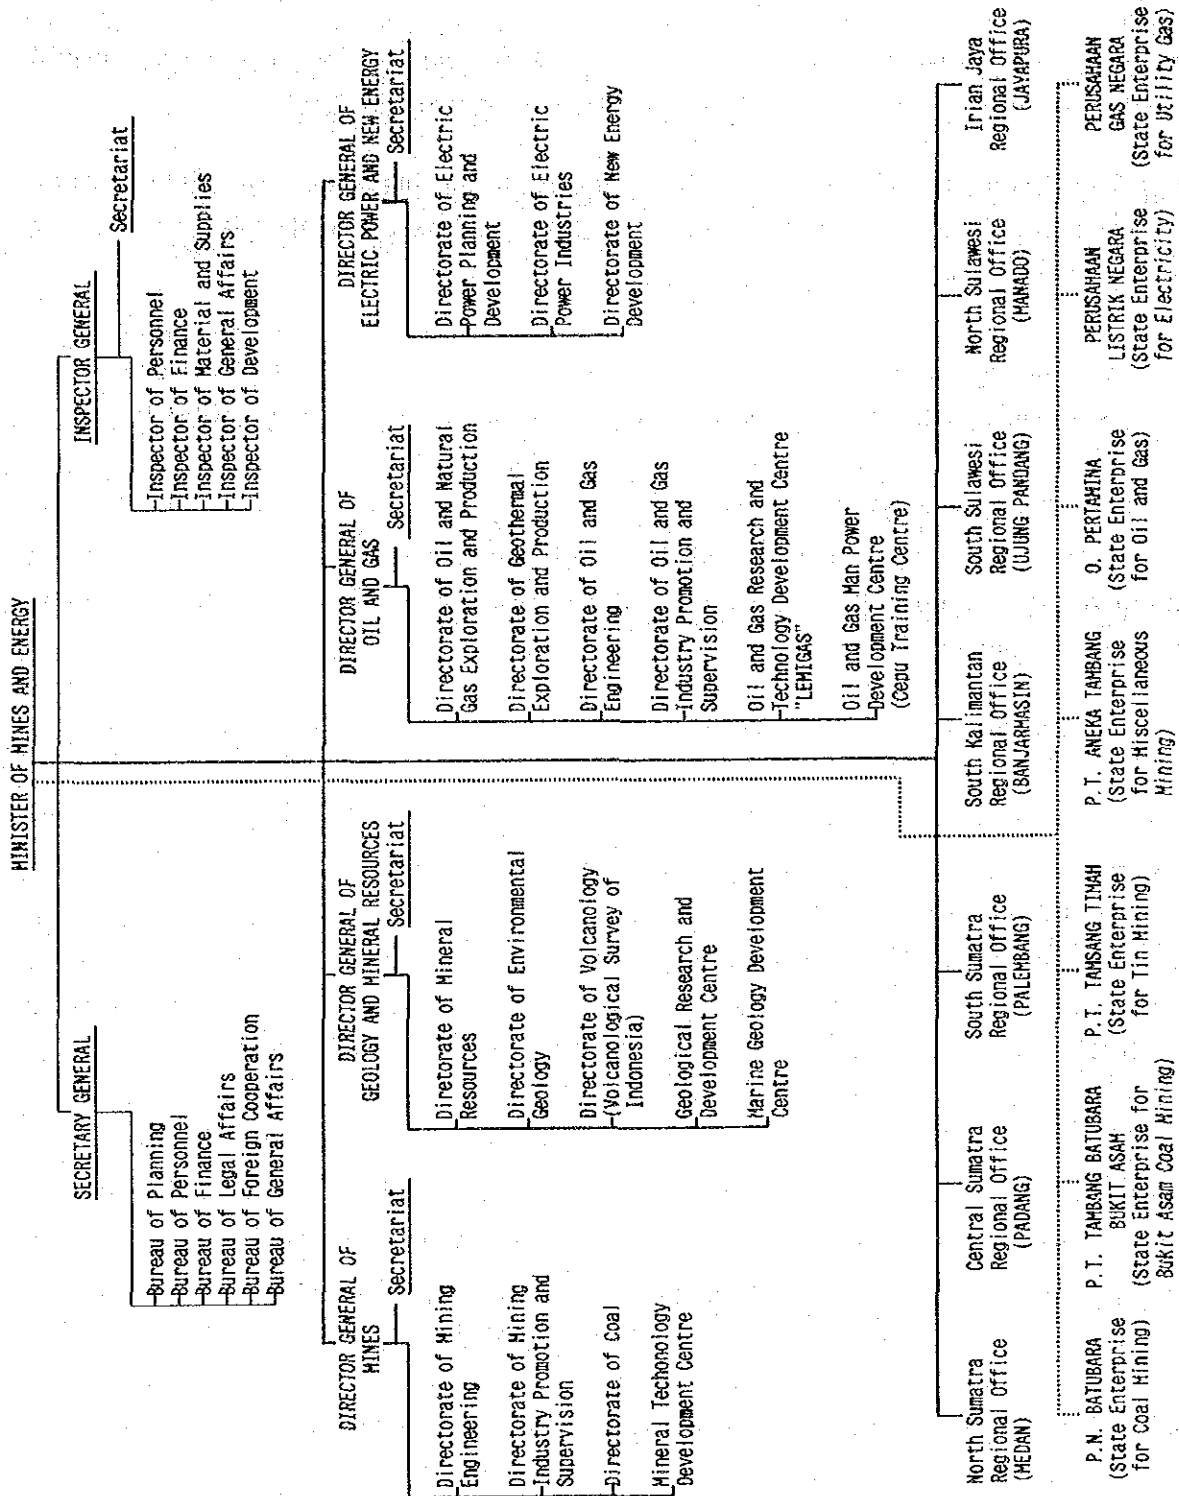 MINISTER OF MINES AND ENERGY
SECRETARY GENERAL
Bureau of Planning
Bureau of Personnel
Bureau of Finance
Bureau of Legal Affairs
Bureau of Foreign Cooperation
Bureau of General Affairs
INSPECTOR GENERAL
Secretariat
Inspector of Personnel
Inspector of Finance
Inspector of Material and Supplies
Inspector of General Affairs
Inspector of Development
DIRECTOR GENERAL OF
MINES
Secretariat
Directorate of Mining
Engineering
Directorate of Mining
Industry Promotion and
Supervision
Directorate of Coal
Mineral Techonology
Development Centre
DIRECTOR GENERAL OF
GEOLOGY AND MINERAL RESOURCES
Secretariat
Diretorate of Mineral
Resources
Directorate of Environmental
Geology
Directorate of Volcanology
(Volcanological Survey of
Indonesia)
Geological Research and
Development Centre
Marine Geology Development
Centre
DIRECTOR GENERAL OF
OIL AND GAS
Secretariat
Directorate of Oil and Natural
Gas Exploration and Production
Directorate of Geothermal
Exploration and Production
Directorate of Oil and Gas
Engineering
Directorate of Oil and Gas
Industry Promotion and
Supervision
Oil and Gas Research and
Technology Development Centre
"LEMIGAS"
Oil and Gas Man Power
Development Centre
(Cepu Training Centre)
DIRECTOR GENERAL OF
ELECTRIC POWER AND NEW ENERGY
Secretariat
Directorate of Electric
Power Planning and
Development
Directorate of Electric
Power Industries
Directorate of New Energy
Development
North Sumatra
Regional Office
(MEDAN)
Central Sumatra
Regional Office
(PADANG)
South Sumatra
Regional Office
(PALEMBANG)
South Kalimantan
Regional Office
(BANJARMASIN)
South Sulawesi
Regional Office
(UJUNG PANDANG)
North Sulawesi
Regional Office
(MANADO)
Irian Jaya
Regional Office
(JAYAPURA)
P.N. BATUBARA
(State Enterprise
for Coal Mining)
P.T. TAMBANG BATUBARA
BUKIT ASAM
(State Enterprise for
Bukit Asam Coal Mining)
P.T. TAMSANG TIMAH
(State Enterprise
for Tin Mining)
P.T. ANEKA TAMBANG
(State Enterprise
for Miscellaneous
Mining)
O. PERTAMINA
(State Enterprise
for Oil and Gas)
PERUSAHAAN
LISTRIK NEGARA
(State Enterprise
for Electricity)
PERUSAHAAN
GAS NEGARA
(State Enterprise
for Utility Gas)